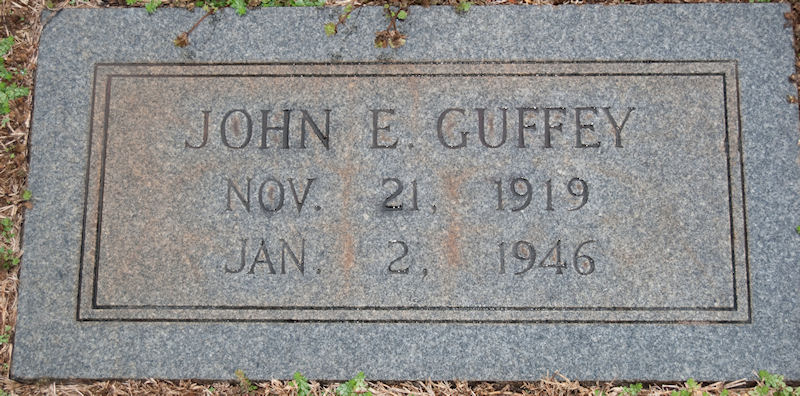 JOHN E. GUFFEY
NOV. 21, 1919
JAN. 2, 1946